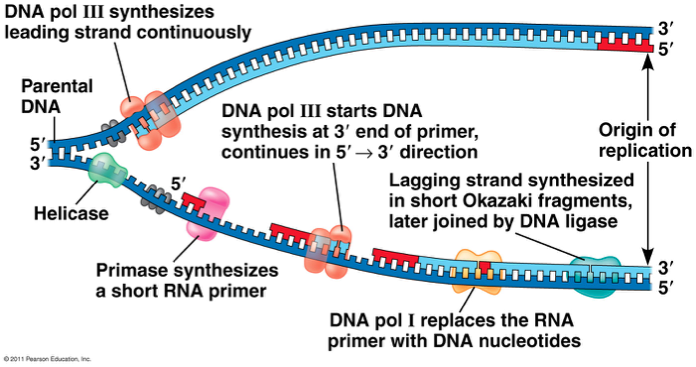 DNA pol III synthesizes
leading strand continuously
3′
5′
Parental
DNA
5′
3′
DNA pol III starts DNA
synthesis at 3′ end of primer,
continues in 5′ → 3′ direction
Origin of
replication
Helicase
5′
Lagging strand synthesized
in short Okazaki fragments,
later joined by DNA ligase
Primase synthesizes
a short RNA primer
3′
5′
DNA pol I replaces the RNA
primer with DNA nucleotides
© 2011 Pearson Education, Inc.